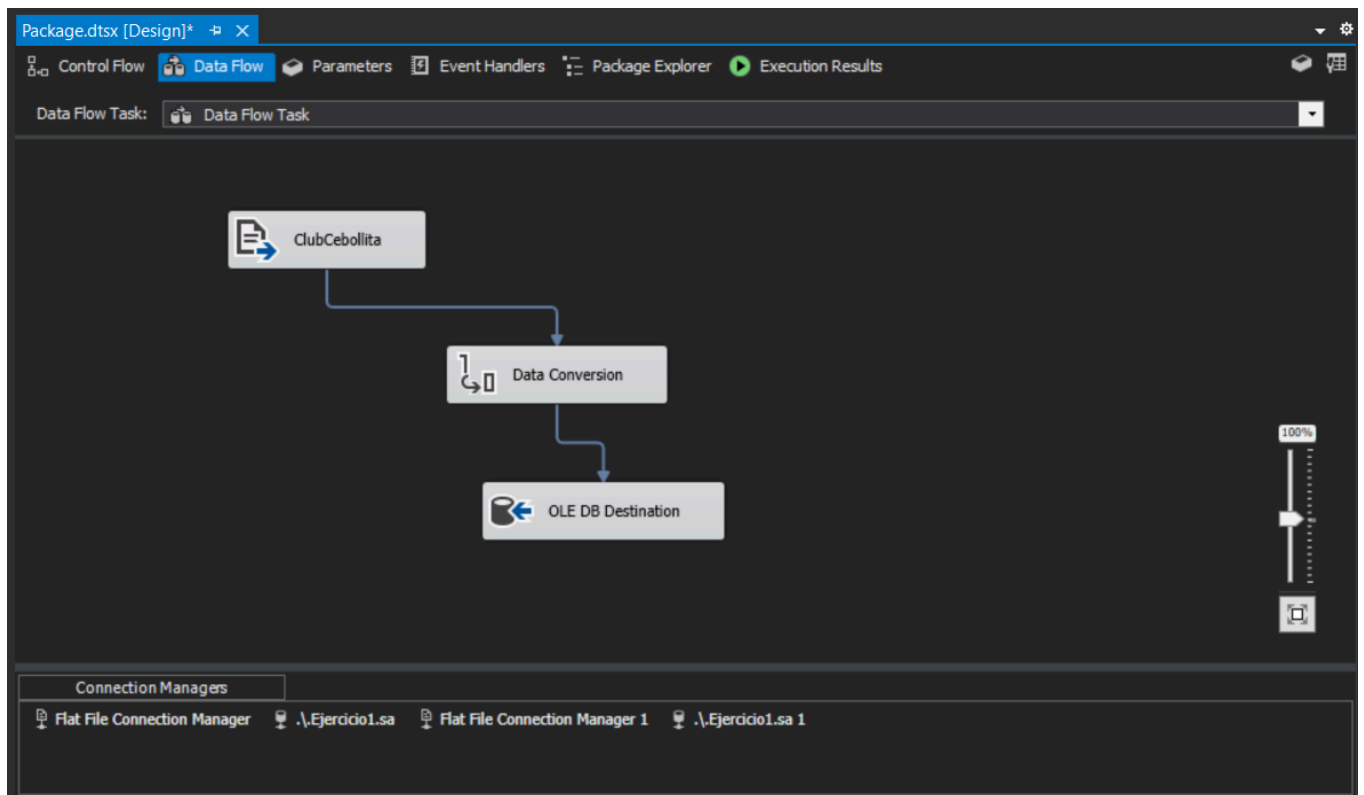 Package.dtsx [Design]*
Control Flow Data Flow Parameters Event Handlers Package Explorer Execution Results
Data Flow Task: Data Flow Task
ClubCebollita
Data Conversion
100%
OLE DB Destination
Connection Managers
Flat File Connection Manager .\.Ejercicio1.sa Flat File Connection Manager 1 .\.Ejercicio1.sa 1